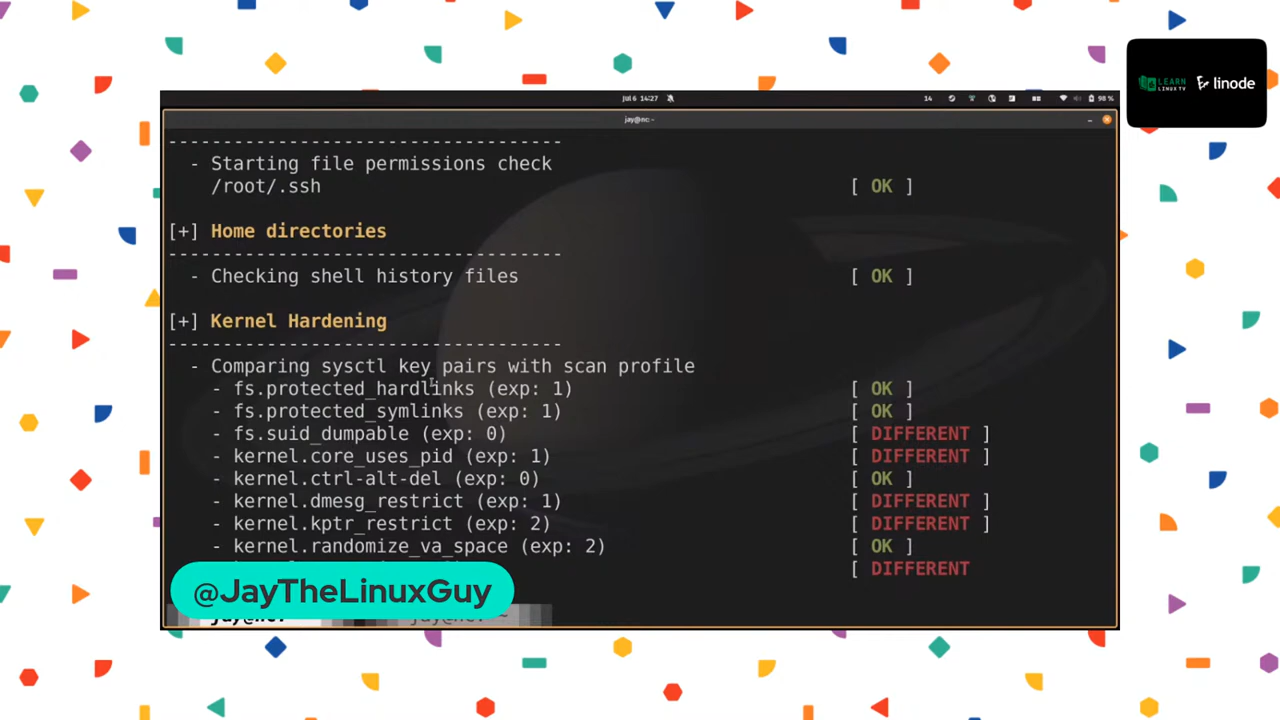 LEARN
LINUX TV
linode
Jul 6 14:27
14
98 %
jay@nc:~
-----------------------------------
- Starting file permissions check
/root/.ssh [ OK ]
[+] Home directories
------------------------------------
- Checking shell history files [ OK ]
[+] Kernel Hardening
------------------------------------
- Comparing sysctl key pairs with scan profile
- fs.protected_hardlinks (exp: 1) [ OK ]
- fs.protected_symlinks (exp: 1) [ OK ]
- fs.suid_dumpable (exp: 0) [ DIFFERENT ]
- kernel.core_uses_pid (exp: 1) [ DIFFERENT ]
- kernel.ctrl-alt-del (exp: 0) [ OK ]
- kernel.dmesg_restrict (exp: 1) [ DIFFERENT ]
- kernel.kptr_restrict (exp: 2) [ DIFFERENT ]
- kernel.randomize_va_space (exp: 2) [ OK ]
[ DIFFERENT
@JayTheLinuxGuy